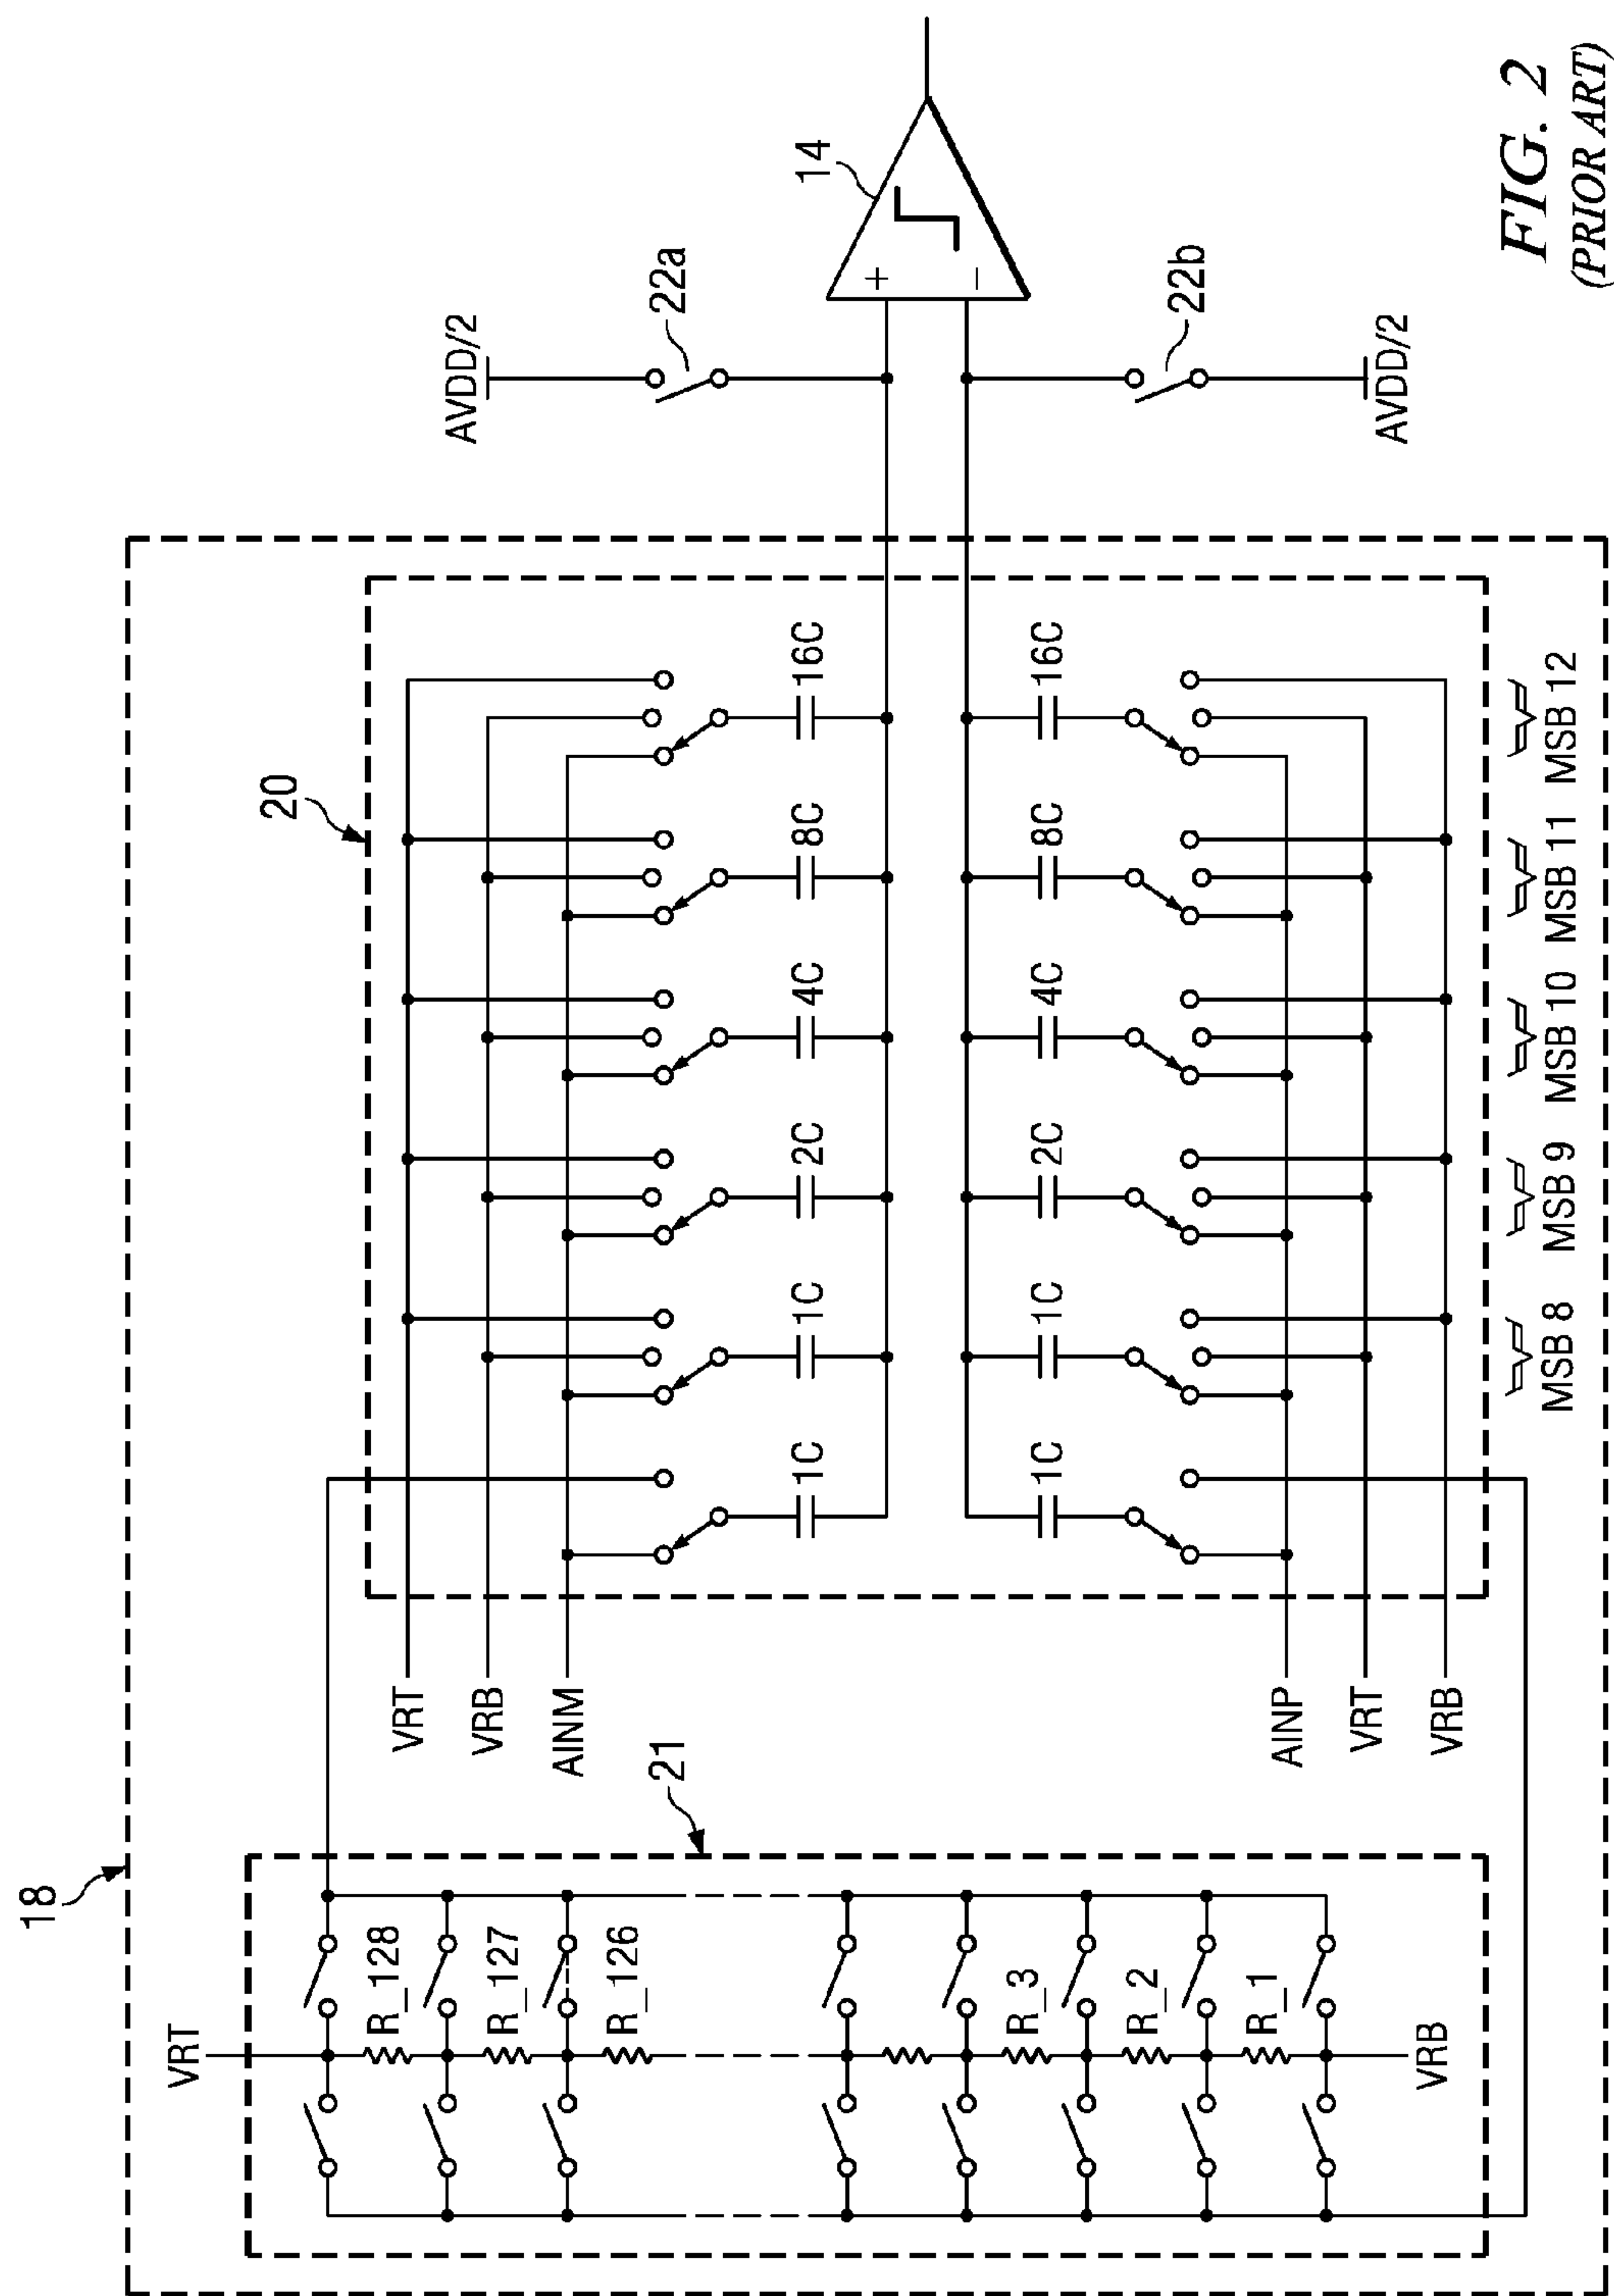 18
20
21
VRT
R_128
R_127
R_126
R_3
R_2
R_1
VRB
VRT
VRB
AINM
AINP
VRT
VRB
1C
1C
2C
4C
8C
16C
1C
1C
2C
4C
8C
16C
MSB 8
MSB 9
MSB 10
MSB 11
MSB 12
AVDD/2
22a
14
+
−
22b
AVDD/2
FIG. 2
(PRIOR ART)